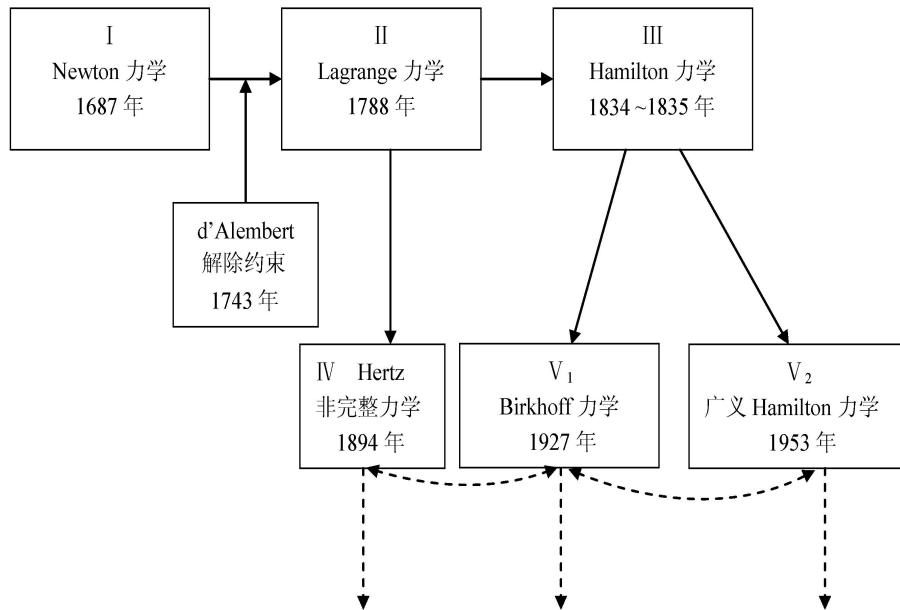 Ⅰ
Newton 力学
1687 年
Ⅱ
Lagrange 力学
1788 年
Ⅲ
Hamilton 力学
1834 ~1835 年
d’Alembert
解除约束
1743 年
Ⅳ Hertz
非完整力学
1894 年
Ⅴ₁
Birkhoff 力学
1927 年
Ⅴ₂
广义 Hamilton 力学
1953 年